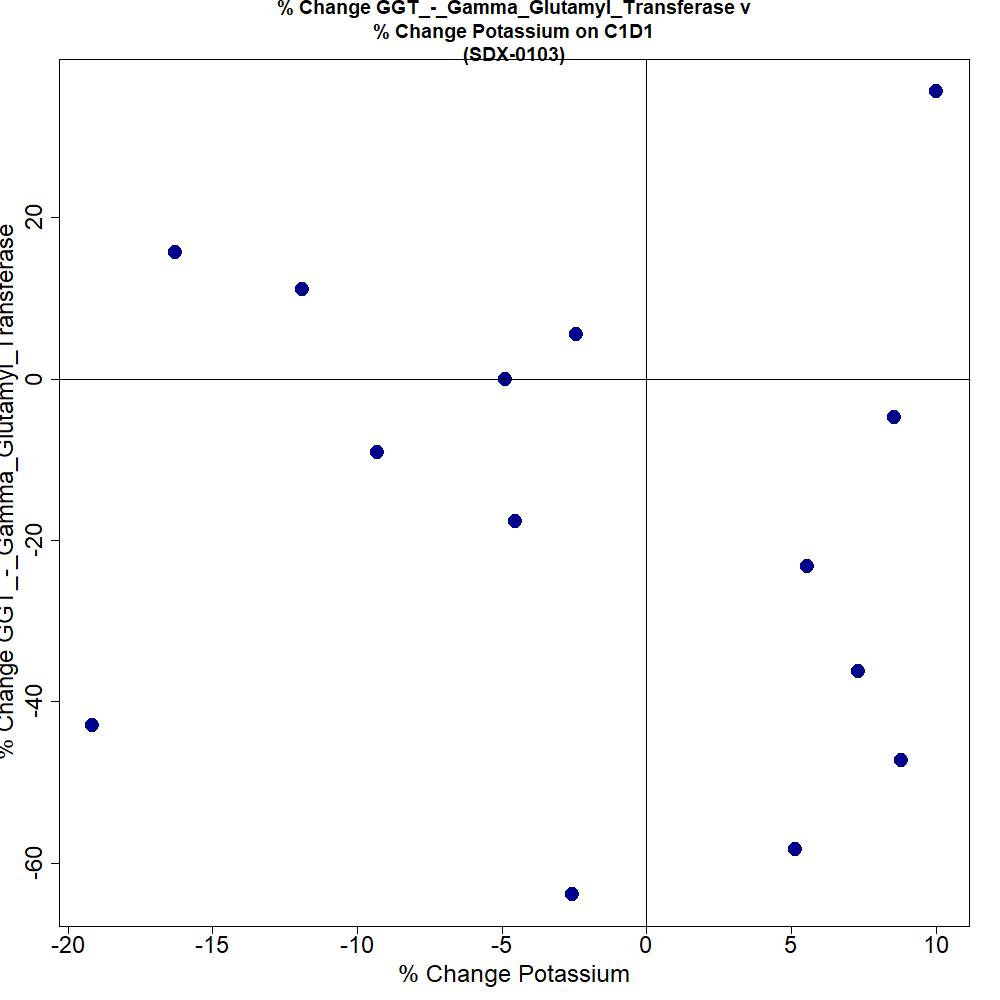 % Change GGT_-_Gamma_Glutamyl_Transferase v
% Change Potassium on C1D1
(SDX-0103)
% Change GGT_-_Gamma_Glutamyl_Transferase
20
0
-20
-40
-60
-20
-15
-10
-5
0
5
10
% Change Potassium